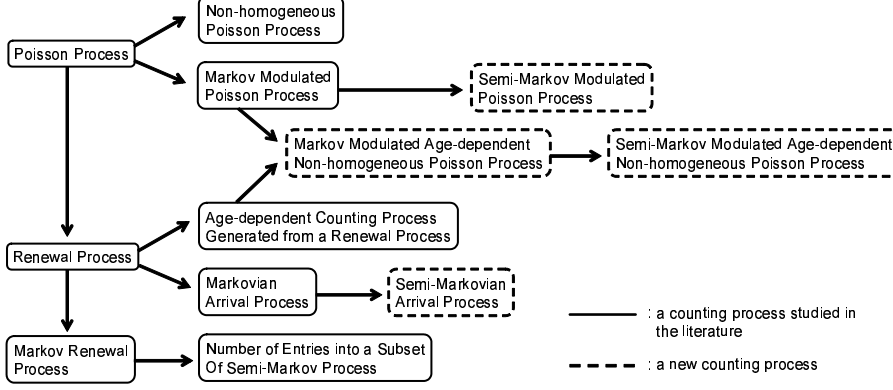 Non-homogeneous
Poisson Process
Poisson Process
Markov Modulated
Poisson Process
Semi-Markov Modulated
Poisson Process
Markov Modulated Age-dependent
Non-homogeneous Poisson Process
Semi-Markov Modulated Age-dependent
Non-homogeneous Poisson Process
Age-dependent Counting Process
Generated from a Renewal Process
Renewal Process
Markovian
Arrival Process
Semi-Markovian
Arrival Process
Markov Renewal
Process
Number of Entries into a Subset
Of Semi-Markov Process
: a counting process studied in
the literature
: a new counting process